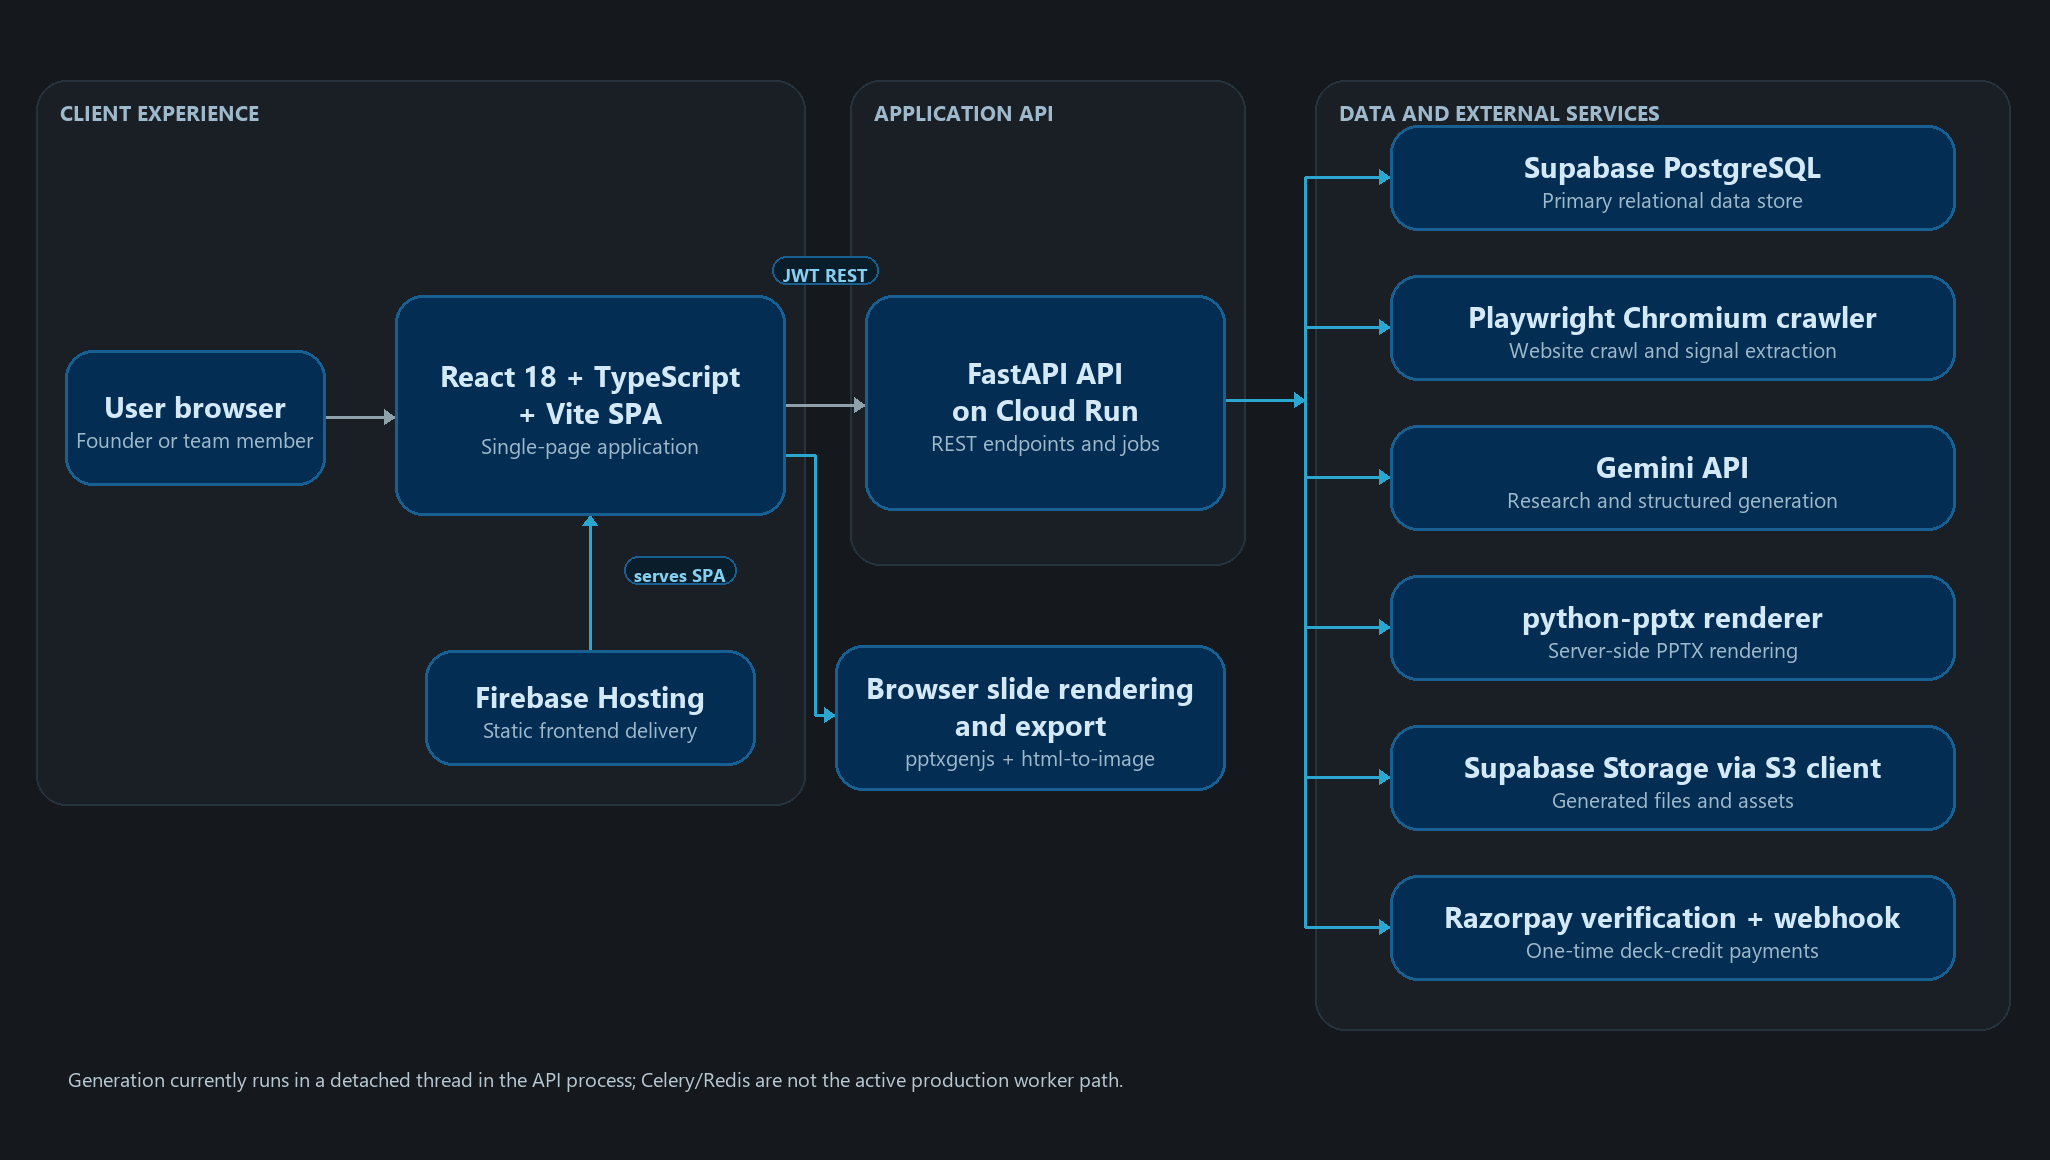 CLIENT EXPERIENCE
User browser
Founder or team member
React 18 + TypeScript
+ Vite SPA
Single-page application
serves SPA
Firebase Hosting
Static frontend delivery
JWT REST
APPLICATION API
FastAPI API
on Cloud Run
REST endpoints and jobs
Browser slide rendering
and export
pptxgenjs + html-to-image
DATA AND EXTERNAL SERVICES
Supabase PostgreSQL
Primary relational data store
Playwright Chromium crawler
Website crawl and signal extraction
Gemini API
Research and structured generation
python-pptx renderer
Server-side PPTX rendering
Supabase Storage via S3 client
Generated files and assets
Razorpay verification + webhook
One-time deck-credit payments
Generation currently runs in a detached thread in the API process; Celery/Redis are not the active production worker path.